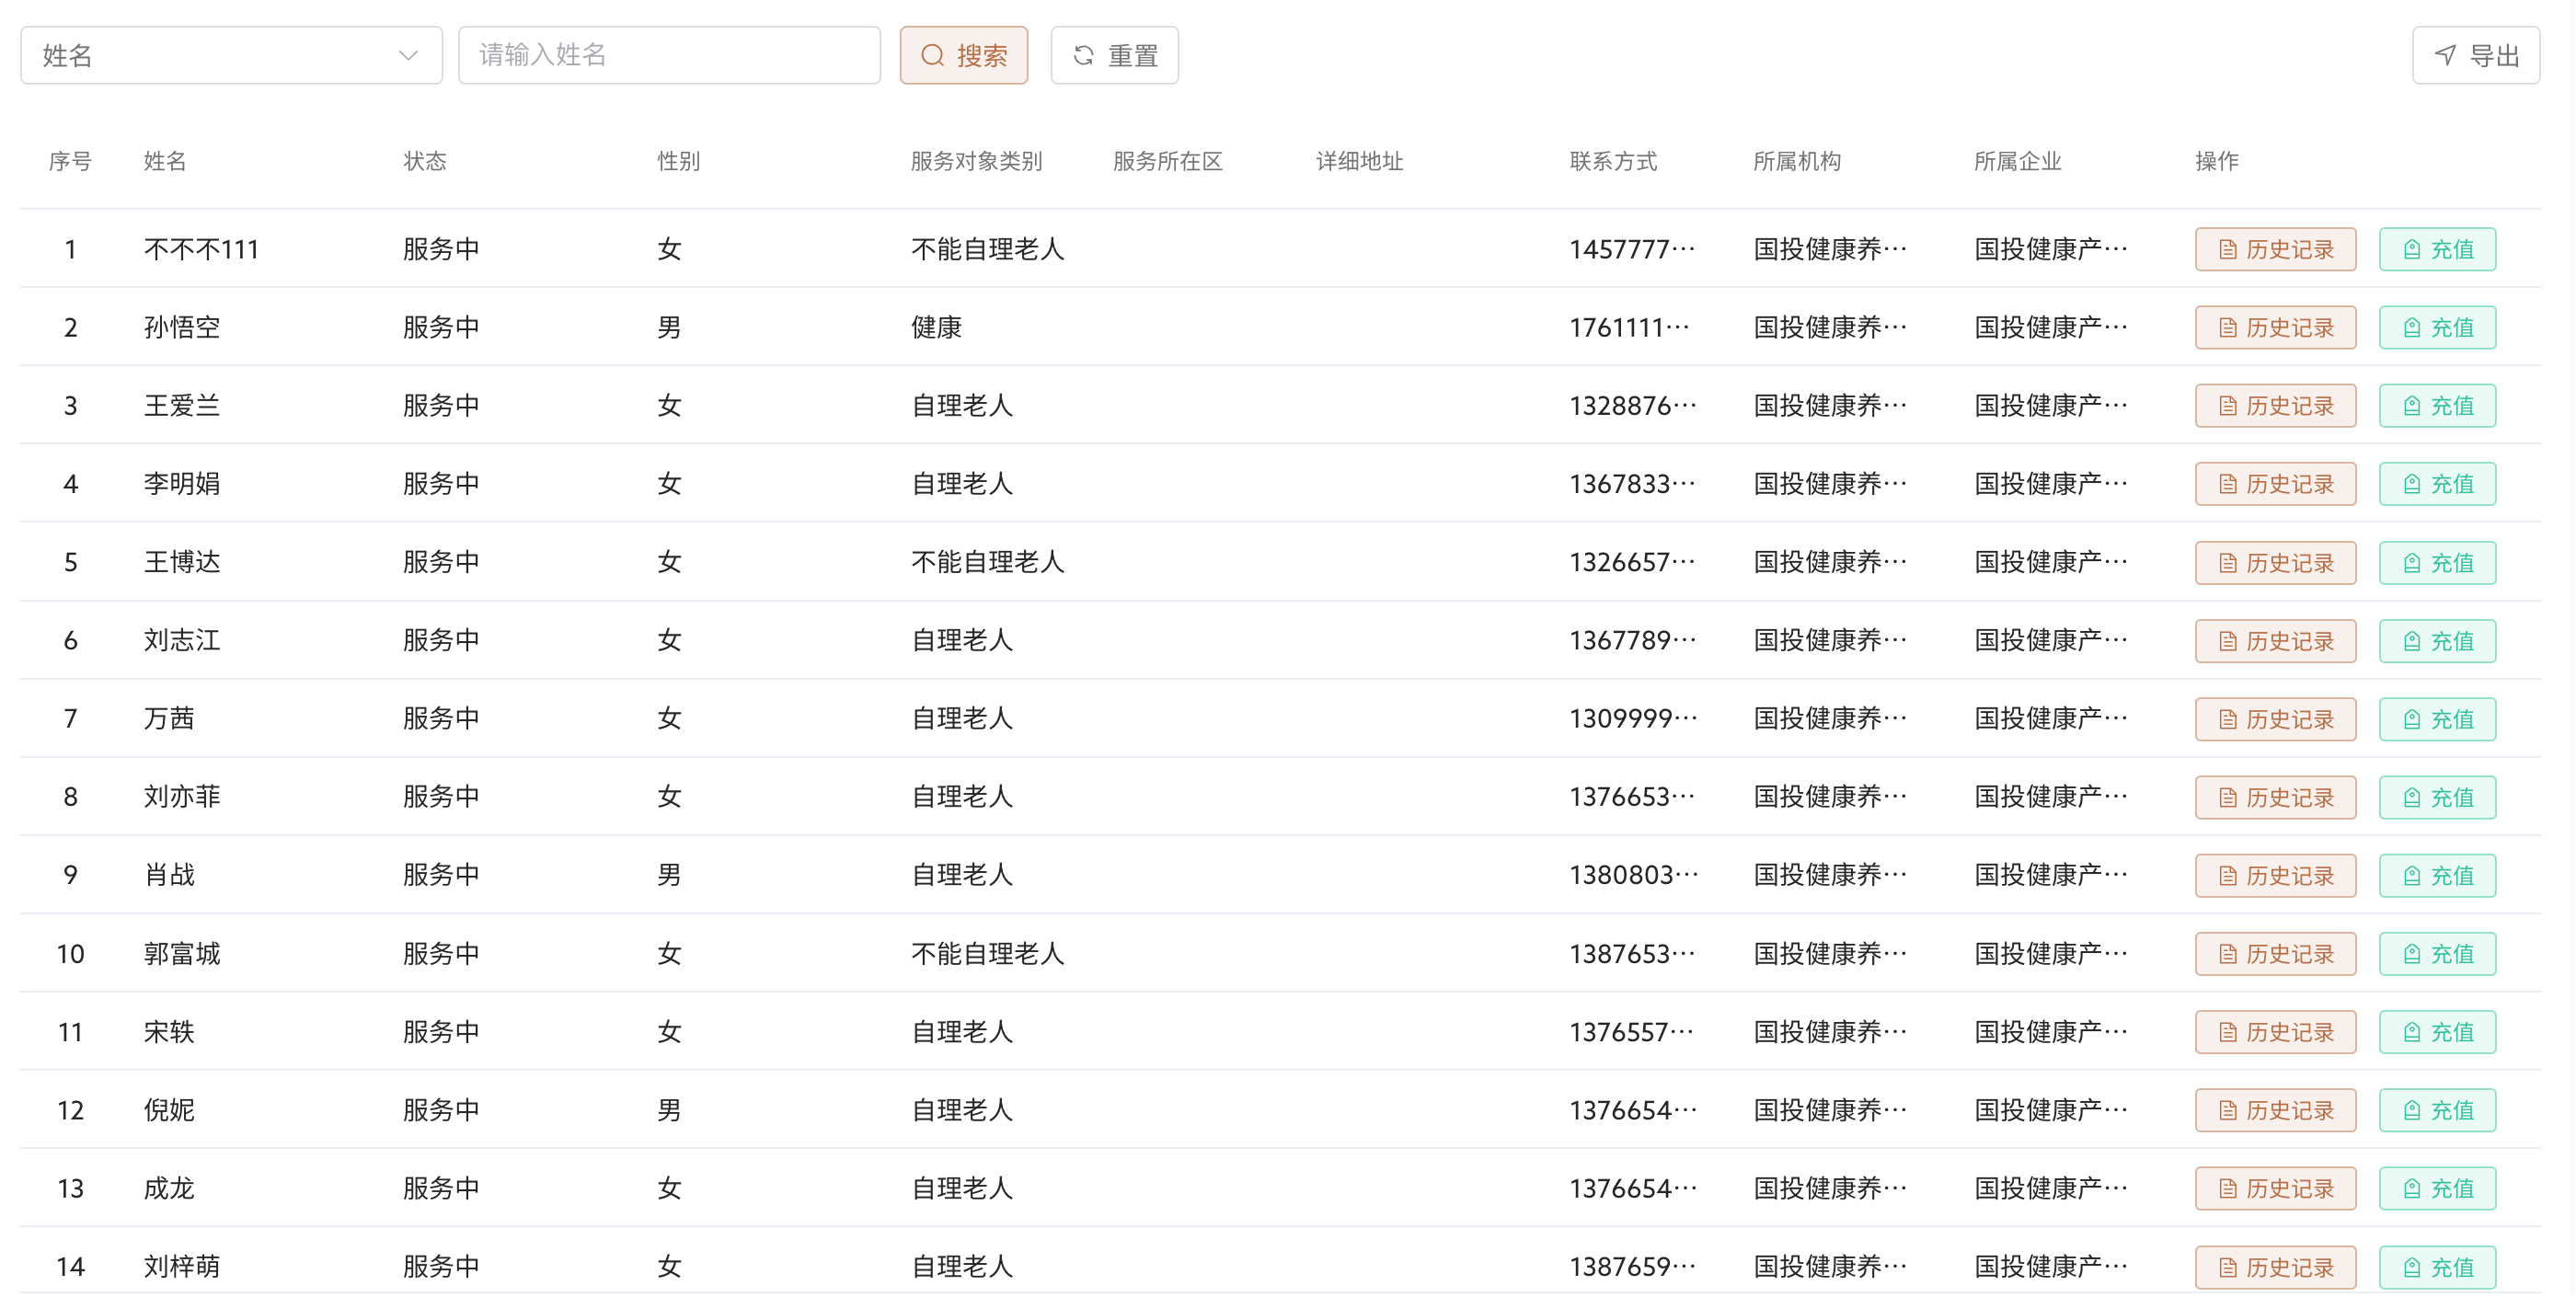 姓名 请输入姓名 搜索 重置 导出
序号 姓名 状态 性别 服务对象类别 服务所在区 详细地址 联系方式 所属机构 所属企业 操作
1 不不不111 服务中 女 不能自理老人 1457777… 国投健康养… 国投健康产… 历史记录 充值
2 孙悟空 服务中 男 健康 1761111… 国投健康养… 国投健康产… 历史记录 充值
3 王爱兰 服务中 女 自理老人 1328876… 国投健康养… 国投健康产… 历史记录 充值
4 李明娟 服务中 女 自理老人 1367833… 国投健康养… 国投健康产… 历史记录 充值
5 王博达 服务中 女 不能自理老人 1326657… 国投健康养… 国投健康产… 历史记录 充值
6 刘志江 服务中 女 自理老人 1367789… 国投健康养… 国投健康产… 历史记录 充值
7 万茜 服务中 女 自理老人 1309999… 国投健康养… 国投健康产… 历史记录 充值
8 刘亦菲 服务中 女 自理老人 1376653… 国投健康养… 国投健康产… 历史记录 充值
9 肖战 服务中 男 自理老人 1380803… 国投健康养… 国投健康产… 历史记录 充值
10 郭富城 服务中 女 不能自理老人 1387653… 国投健康养… 国投健康产… 历史记录 充值
11 宋轶 服务中 女 自理老人 1376557… 国投健康养… 国投健康产… 历史记录 充值
12 倪妮 服务中 男 自理老人 1376654… 国投健康养… 国投健康产… 历史记录 充值
13 成龙 服务中 女 自理老人 1376654… 国投健康养… 国投健康产… 历史记录 充值
14 刘梓萌 服务中 女 自理老人 1387659… 国投健康养… 国投健康产… 历史记录 充值